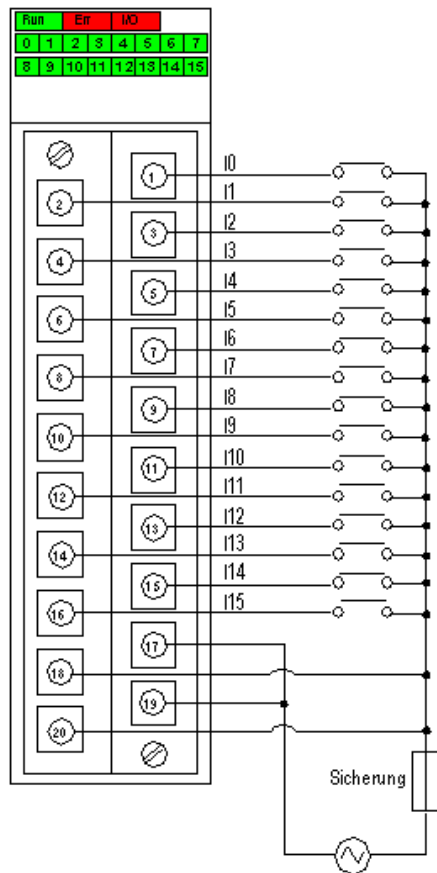 Run Err I/O
0 1 2 3 4 5 6 7
8 9 10 11 12 13 14 15
1 I0
2 I1
3 I2
4 I3
5 I4
6 I5
7 I6
8 I7
9 I8
10 I9
11 I10
12 I11
13 I12
14 I13
15 I14
16 I15
17
18
19
20
Sicherung